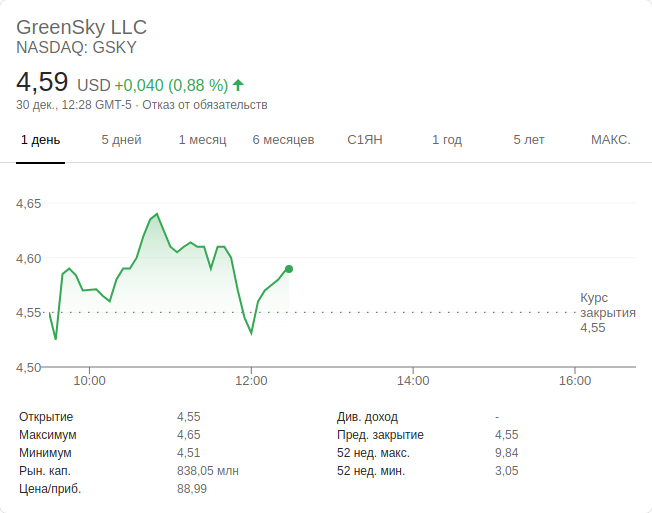 GreenSky LLC
NASDAQ: GSKY
4,59 USD +0,040 (0,88 %)
30 дек., 12:28 GMT-5 · Отказ от обязательств
1 день 5 дней 1 месяц 6 месяцев С1ЯН 1 год 5 лет МАКС.
4,65
4,60
4,55
4,50
Курс
закрытия
4,55
10:00 12:00 14:00 16:00
Открытие 4,55 Див. доход -
Максимум 4,65 Пред. закрытие 4,55
Минимум 4,51 52 нед. макс. 9,84
Рын. кап. 838,05 млн 52 нед. мин. 3,05
Цена/приб. 88,99